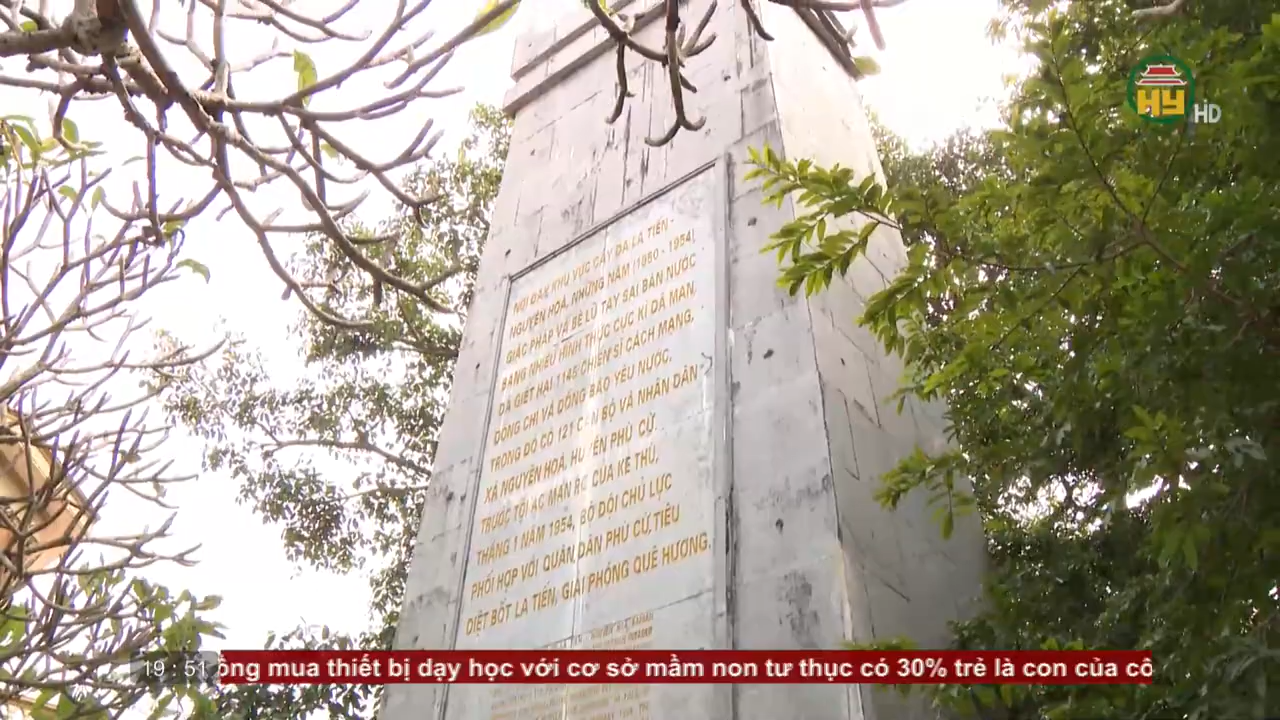 HY HD
NƠI ĐÂY, KHU VỰC CÂY ĐA LA TIẾN -
NGUYÊN HOÀ, NHỮNG NĂM (1950 - 1954),
GIẶC PHÁP VÀ BÈ LŨ TAY SAI BÁN NƯỚC
BẰNG NHIỀU HÌNH THỨC CỰC KÌ DÃ MAN,
ĐÃ GIẾT HẠI 1145 CHIẾN SĨ CÁCH MẠNG,
ĐỒNG CHÍ VÀ ĐỒNG BÀO YÊU NƯỚC,
TRONG ĐÓ CÓ 121 CÁN BỘ VÀ NHÂN DÂN
XÃ NGUYÊN HOÀ, HUYỆN PHÙ CỪ...
TRƯỚC TỘI ÁC MAN RỢ CỦA KẺ THÙ,
THÁNG 1 NĂM 1954, BỘ ĐỘI CHỦ LỰC
PHỐI HỢP VỚI QUÂN DÂN PHÙ CỪ, TIÊU
DIỆT BỐT LA TIẾN, GIẢI PHÓNG QUÊ HƯƠNG.
19 : 51 ồng mua thiết bị dạy học với cơ sở mầm non tư thục có 30% trẻ là con của cô